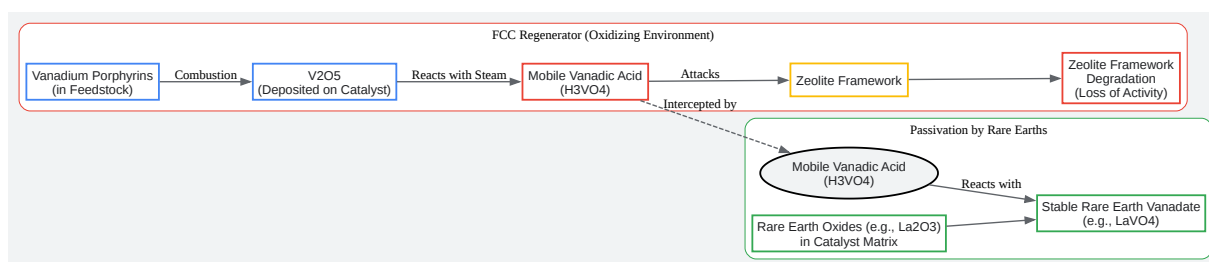 FCC Regenerator (Oxidizing Environment)
Vanadium Porphyrins
(in Feedstock)
Combustion
V2O5
(Deposited on Catalyst)
Reacts with Steam
Mobile Vanadic Acid
(H3VO4)
Attacks
Zeolite Framework
Zeolite Framework
Degradation
(Loss of Activity)
Intercepted by
Passivation by Rare Earths
Mobile Vanadic Acid
(H3VO4)
Reacts with
Rare Earth Oxides (e.g., La2O3)
in Catalyst Matrix
Stable Rare Earth Vanadate
(e.g., LaVO4)